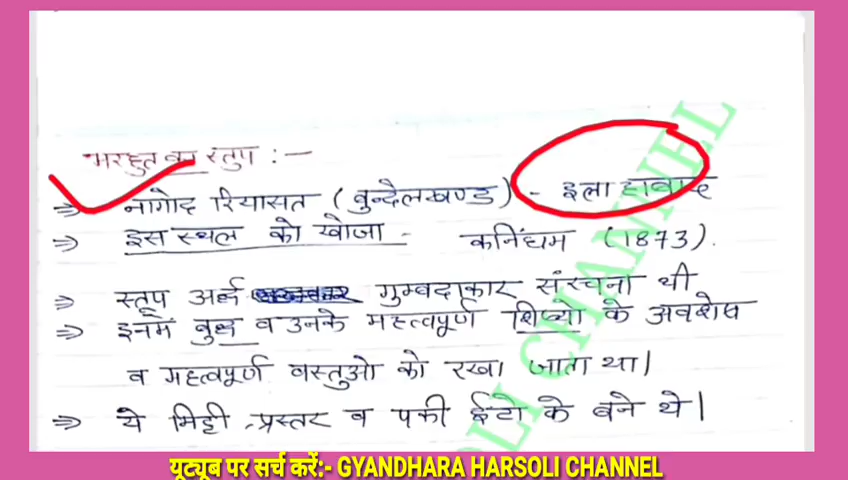 भरहुत का स्तुप :-
⇒ नागोद रियासत (बुन्देलखण्ड) - इलाहाबाद
⇒ इस स्थल की खोज - कनिंघम (1873).
⇒ स्तूप अर्द्ध गुम्बदाकार संरचना थी
⇒ इनमें बुद्ध व उनके महत्वपूर्ण शिष्यो के अवशेष
व महत्वपूर्ण वस्तुओ को रखा जाता था।
⇒ ये मिट्टी, प्रस्तर व पकी ईंटो के बने थे।
यूट्यूब पर सर्च करें:- GYANDHARA HARSOLI CHANNEL